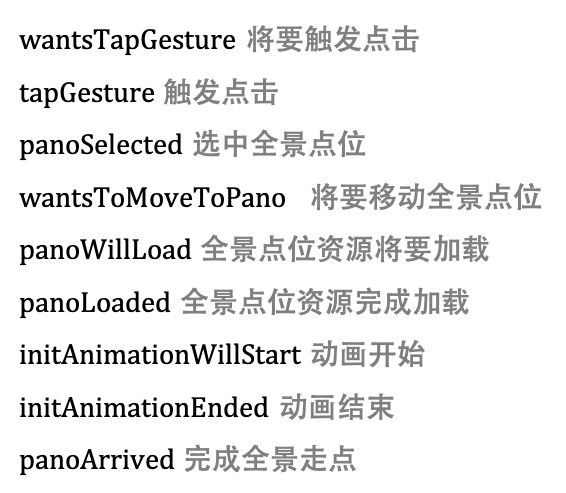 wantsTapGesture 将要触发点击
tapGesture 触发点击
panoSelected 选中全景点位
wantsToMoveToPano 将要移动全景点位
panoWillLoad 全景点位资源将要加载
panoLoaded 全景点位资源完成加载
initAnimationWillStart 动画开始
initAnimationEnded 动画结束
panoArrived 完成全景走点